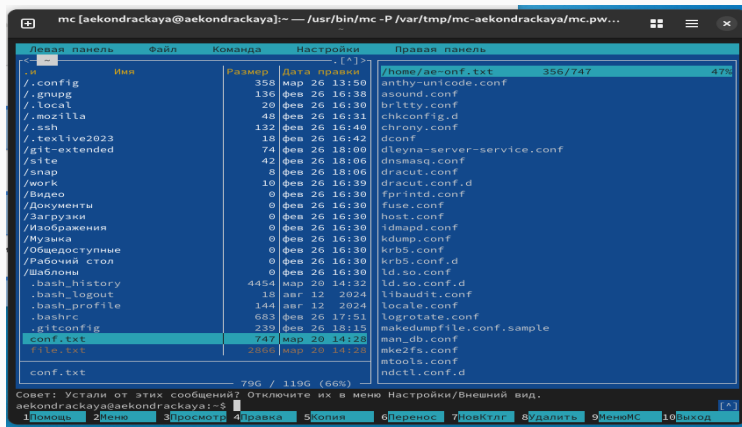 mc [aekondrackaya@aekondrackaya]:~ — /usr/bin/mc -P /var/tmp/mc-aekondrackaya/mc.pw...
Левая панель Файл Команда Настройки Правая панель
<— ~ .[^]>
.и Имя Размер Дата правки
/.config 358 мар 26 13:50
/.gnupg 136 фев 26 16:38
/.local 20 фев 26 16:30
/.mozilla 48 фев 26 16:31
/.ssh 132 фев 26 16:40
/.texlive2023 18 фев 26 16:42
/git-extended 74 фев 26 18:00
/site 42 фев 26 18:06
/snap 8 фев 26 18:06
/work 10 фев 26 16:39
/Видео 0 фев 26 16:30
/Документы 0 фев 26 16:30
/Загрузки 0 фев 26 16:30
/Изображения 0 фев 26 16:30
/Музыка 0 фев 26 16:30
/Общедоступные 0 фев 26 16:30
/Рабочий стол 0 фев 26 16:30
/Шаблоны 0 фев 26 16:30
.bash_history 4454 мар 20 14:32
.bash_logout 18 авг 12 2024
.bash_profile 144 авг 12 2024
.bashrc 683 фев 26 17:51
.gitconfig 239 фев 26 18:15
conf.txt 747 мар 20 14:28
file.txt 2866 мар 20 14:28
conf.txt
79G / 119G (66%)
/home/ae~onf.txt 356/747 47%
anthy-unicode.conf
asound.conf
brltty.conf
chkconfig.d
chrony.conf
dconf
dleyna-server-service.conf
dnsmasq.conf
dracut.conf
dracut.conf.d
fprintd.conf
fuse.conf
host.conf
idmapd.conf
kdump.conf
krb5.conf
krb5.conf.d
ld.so.conf
ld.so.conf.d
libaudit.conf
locale.conf
logrotate.conf
makedumpfile.conf.sample
man_db.conf
mke2fs.conf
mtools.conf
ndctl.conf.d
Совет: Устали от этих сообщений? Отключите их в меню Настройки/Внешний вид.
aekondrackaya@aekondrackaya:~$ [^]
1Помощь 2Меню 3Просмотр 4Правка 5Копия 6Перенос 7НовКтлг 8Удалить 9МенюMC 10Выход